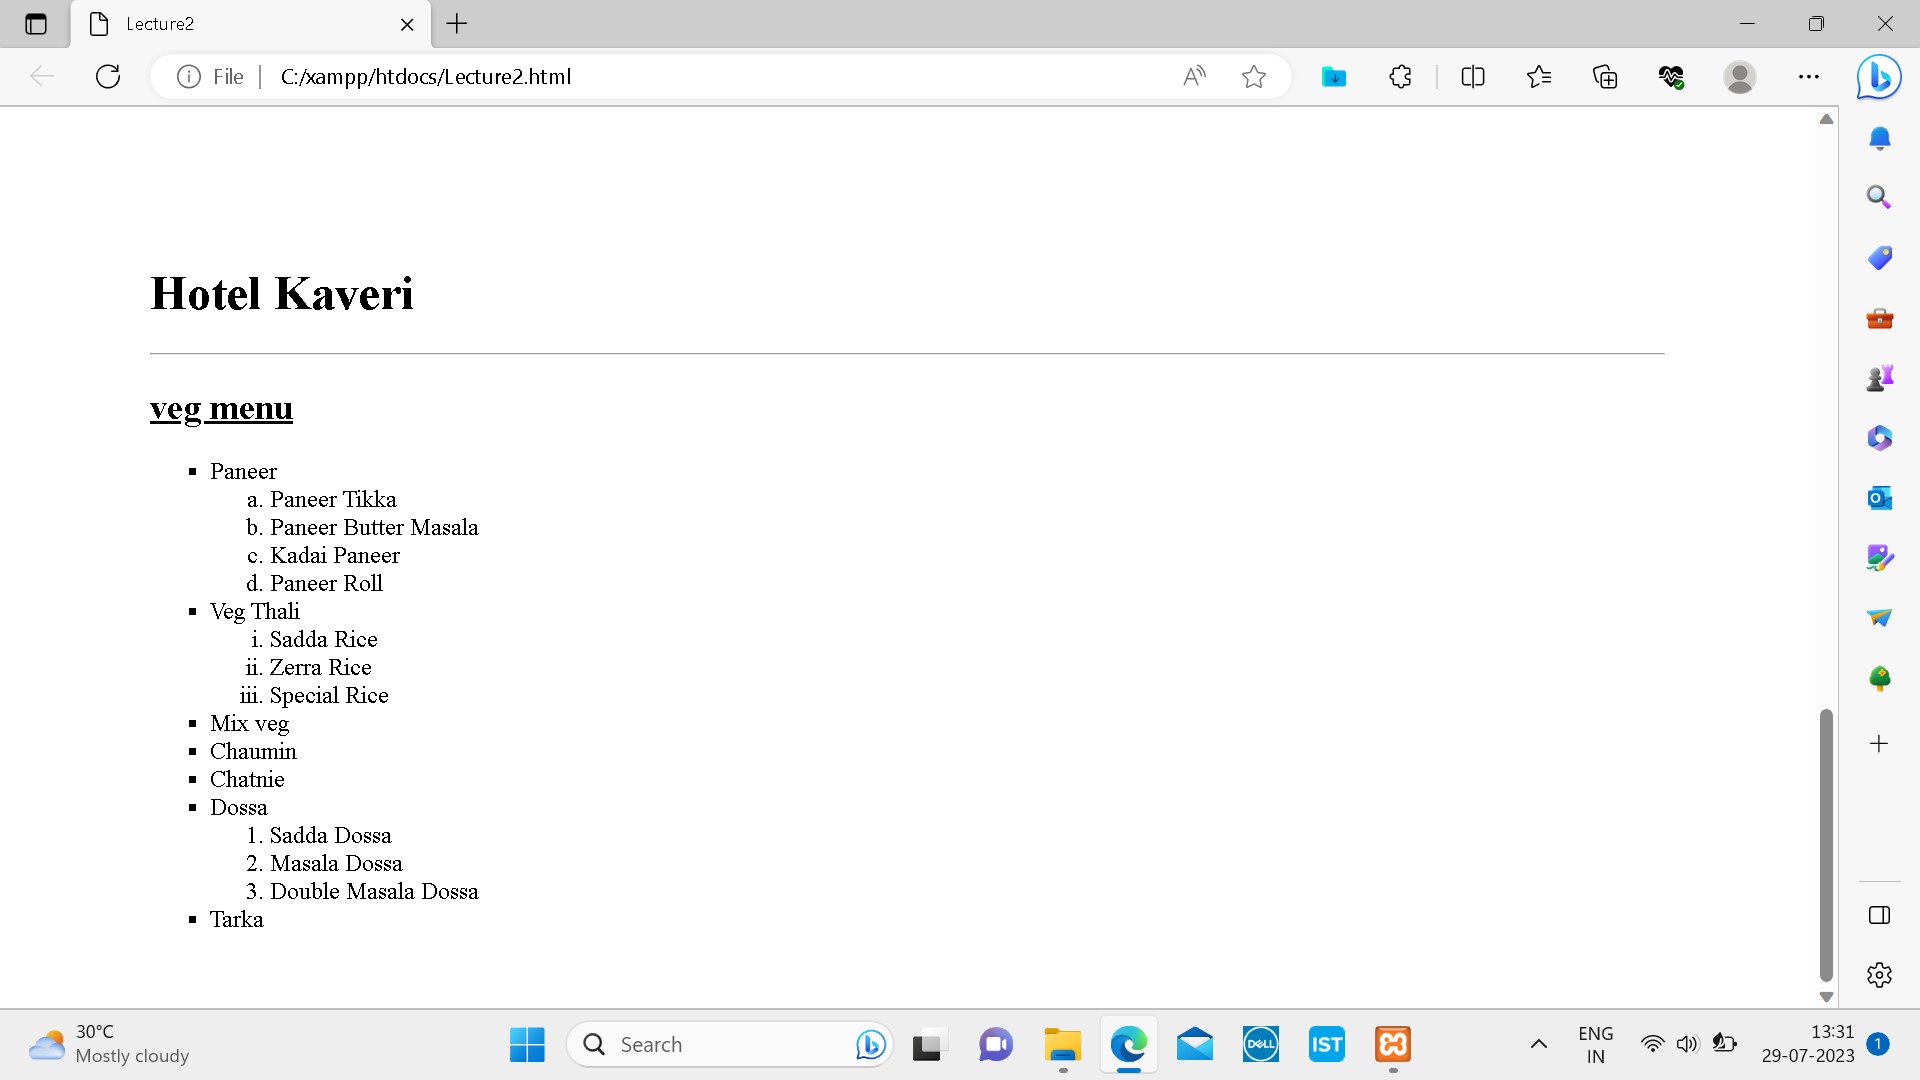 Lecture2
File C:/xampp/htdocs/Lecture2.html
Hotel Kaveri
veg menu
▪ Paneer
a. Paneer Tikka
b. Paneer Butter Masala
c. Kadai Paneer
d. Paneer Roll
▪ Veg Thali
i. Sadda Rice
ii. Zerra Rice
iii. Special Rice
▪ Mix veg
▪ Chaumin
▪ Chatnie
▪ Dossa
1. Sadda Dossa
2. Masala Dossa
3. Double Masala Dossa
▪ Tarka
30°C
Mostly cloudy
Search
DELL
IST
ENG
IN
13:31
29-07-2023
1